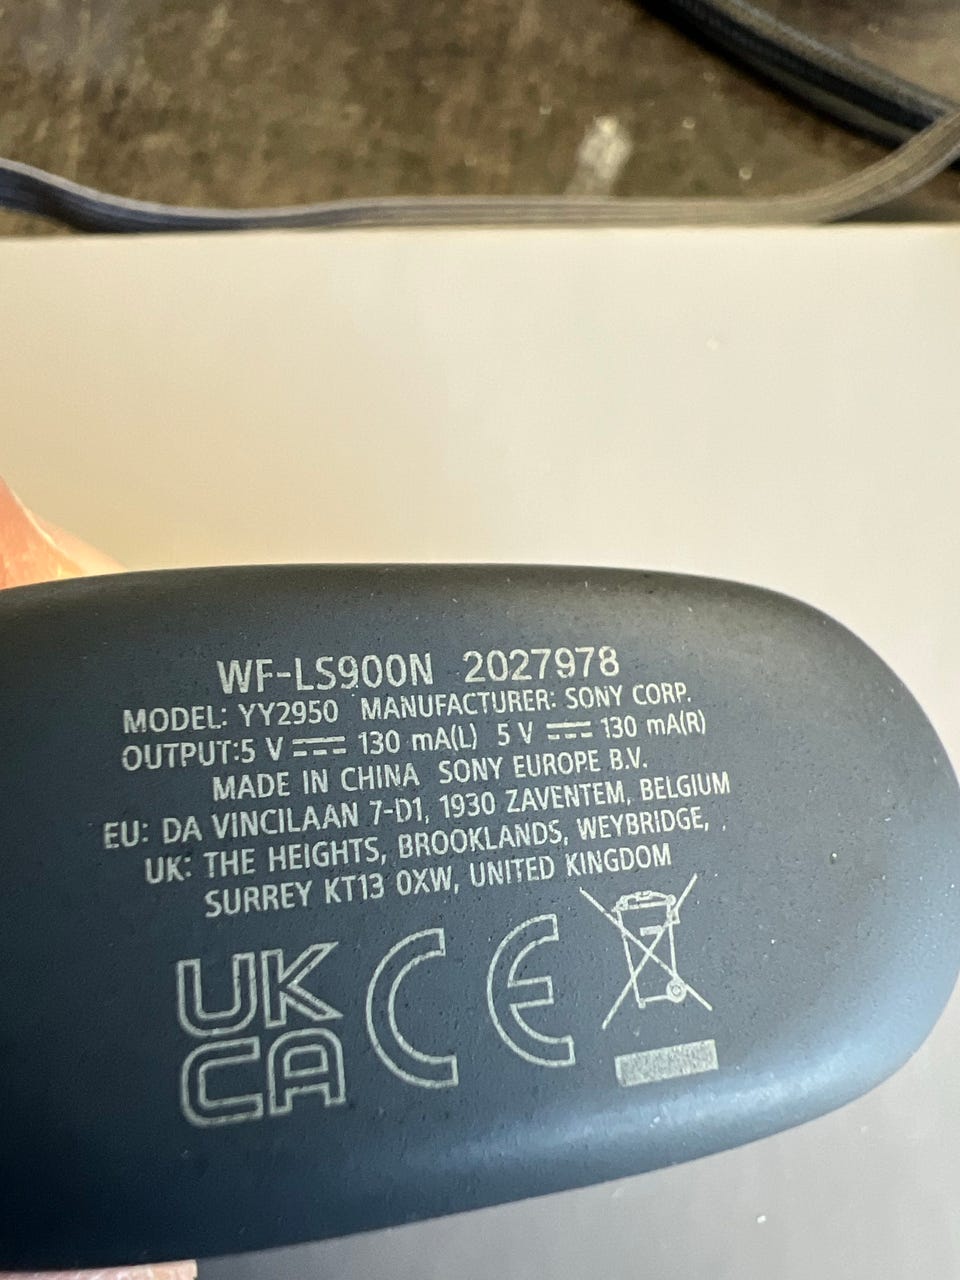 WF-LS900N 2027978
MODEL: YY2950 MANUFACTURER: SONY CORP.
OUTPUT:5 V ⎓ 130 mA(L) 5 V ⎓ 130 mA(R)
MADE IN CHINA SONY EUROPE B.V.
EU: DA VINCILAAN 7-D1, 1930 ZAVENTEM, BELGIUM
UK: THE HEIGHTS, BROOKLANDS, WEYBRIDGE,
SURREY KT13 0XW, UNITED KINGDOM
UK CE
CA